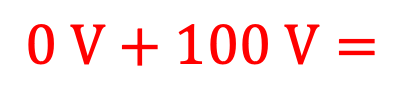 0 V + 100 V =